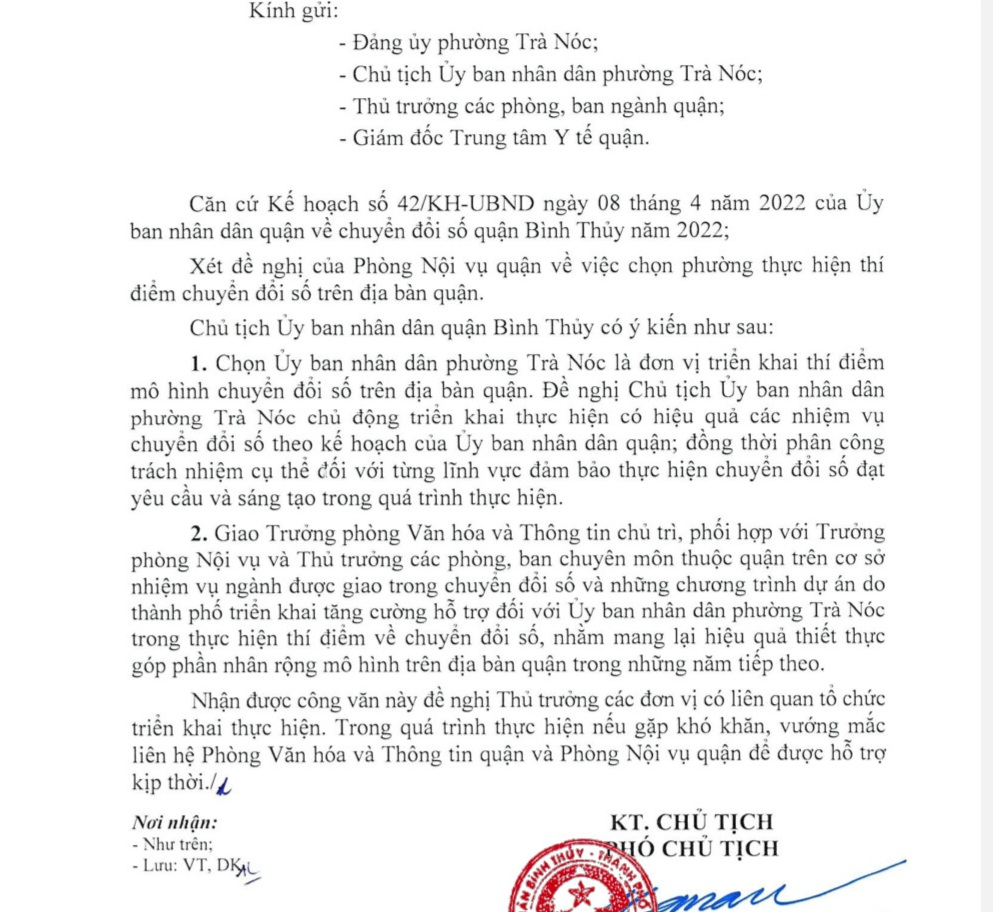 Kính gửi:
- Đảng ủy phường Trà Nóc;
- Chủ tịch Ủy ban nhân dân phường Trà Nóc;
- Thủ trưởng các phòng, ban ngành quận;
- Giám đốc Trung tâm Y tế quận.
Căn cứ Kế hoạch số 42/KH-UBND ngày 08 tháng 4 năm 2022 của Ủy
ban nhân dân quận về chuyển đổi số quận Bình Thủy năm 2022;
Xét đề nghị của Phòng Nội vụ quận về việc chọn phường thực hiện thí
điểm chuyển đổi số trên địa bàn quận.
Chủ tịch Ủy ban nhân dân quận Bình Thủy có ý kiến như sau:
1. Chọn Ủy ban nhân dân phường Trà Nóc là đơn vị triển khai thí điểm
mô hình chuyển đổi số trên địa bàn quận. Đề nghị Chủ tịch Ủy ban nhân dân
phường Trà Nóc chủ động triển khai thực hiện có hiệu quả các nhiệm vụ
chuyển đổi số theo kế hoạch của Ủy ban nhân dân quận; đồng thời phân công
trách nhiệm cụ thể đối với từng lĩnh vực đảm bảo thực hiện chuyển đổi số đạt
yêu cầu và sáng tạo trong quá trình thực hiện.
2. Giao Trưởng phòng Văn hóa và Thông tin chủ trì, phối hợp với Trưởng
phòng Nội vụ và Thủ trưởng các phòng, ban chuyên môn thuộc quận trên cơ sở
nhiệm vụ ngành được giao trong chuyển đổi số và những chương trình dự án do
thành phố triển khai tăng cường hỗ trợ đối với Ủy ban nhân dân phường Trà Nóc
trong thực hiện thí điểm về chuyển đổi số, nhằm mang lại hiệu quả thiết thực
góp phần nhân rộng mô hình trên địa bàn quận trong những năm tiếp theo.
Nhận được công văn này đề nghị Thủ trưởng các đơn vị có liên quan tổ chức
triển khai thực hiện. Trong quá trình thực hiện nếu gặp khó khăn, vướng mắc
liên hệ Phòng Văn hóa và Thông tin quận và Phòng Nội vụ quận để được hỗ trợ
kịp thời./
Nơi nhận:
- Như trên;
- Lưu: VT, DK
KT. CHỦ TỊCH
PHÓ CHỦ TỊCH
ÂN BÌNH THỦY - THÀNH PHỐ